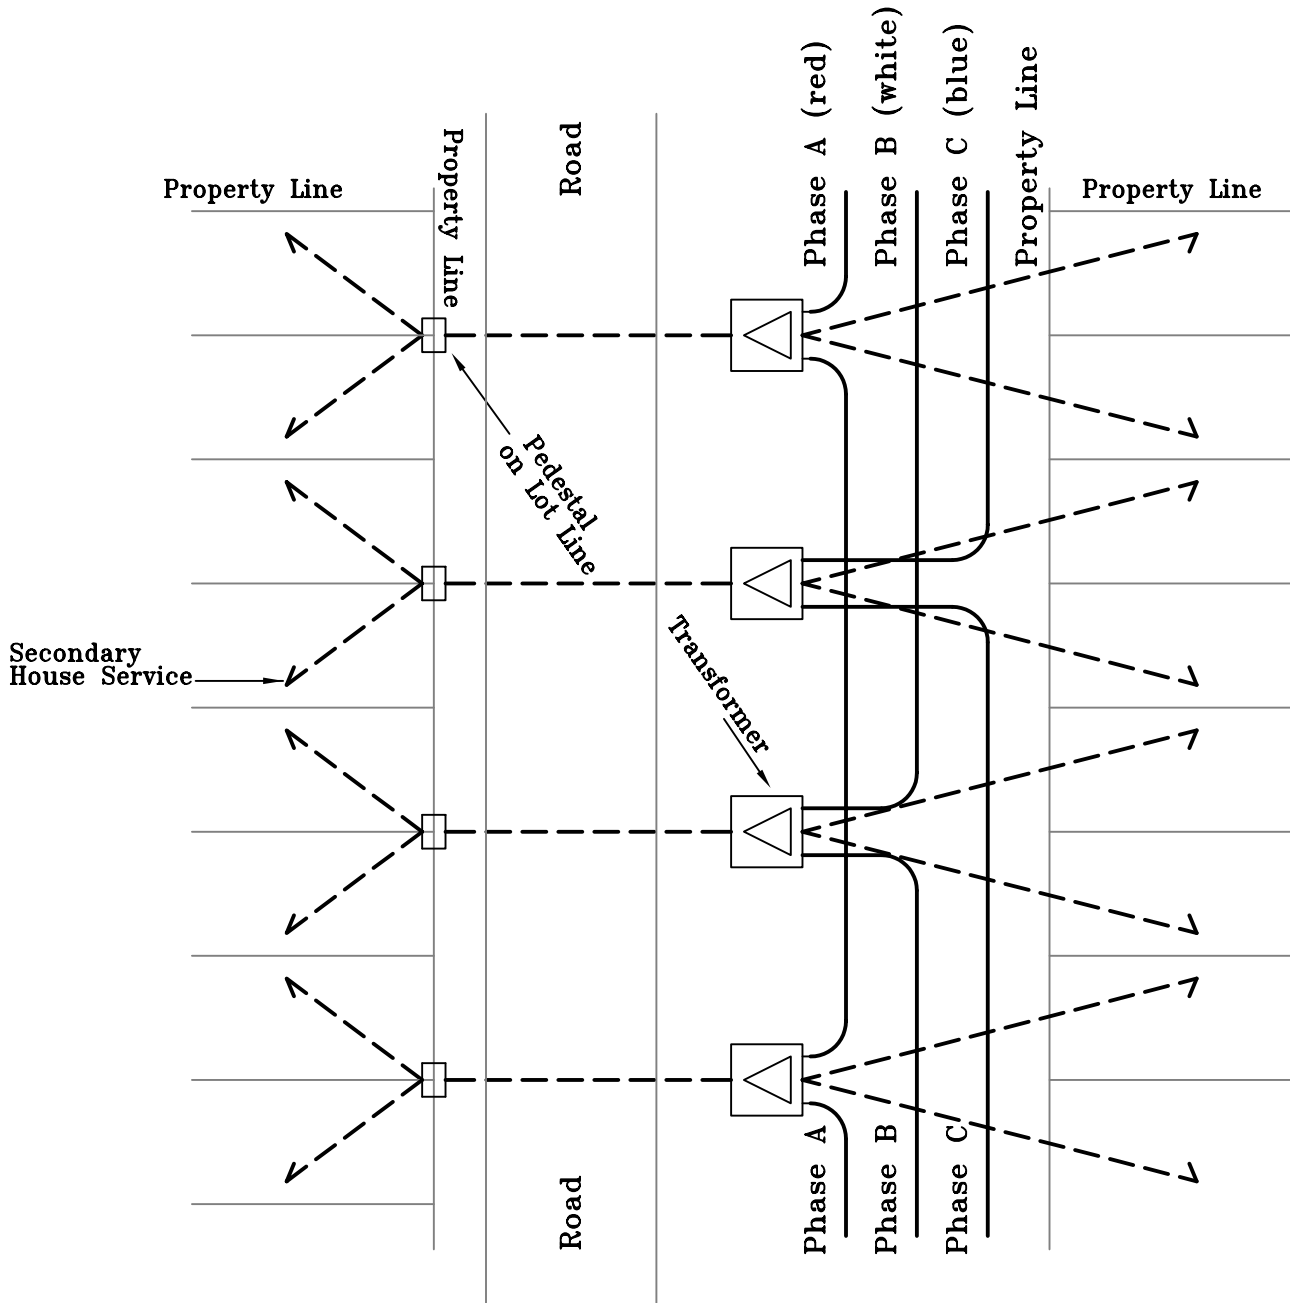 Property Line
Property Line
Road
Phase A (red)
Phase B (white)
Phase C (blue)
Property Line
Property Line
Pedestal
on Lot Line
Secondary
House Service
Transformer
Road
Phase A
Phase B
Phase C